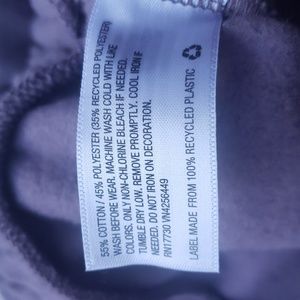 55% COTTON / 45% POLYESTER (35% RECYCLED POLYESTER)
WASH BEFORE WEAR. MACHINE WASH COLD WITH LIKE
COLORS. ONLY NON-CHLORINE BLEACH IF NEEDED.
TUMBLE DRY LOW. REMOVE PROMPTLY. COOL IRON IF
NEEDED. DO NOT IRON ON DECORATION.
RN17730 WN4256449
LABEL MADE FROM 100% RECYCLED PLASTIC